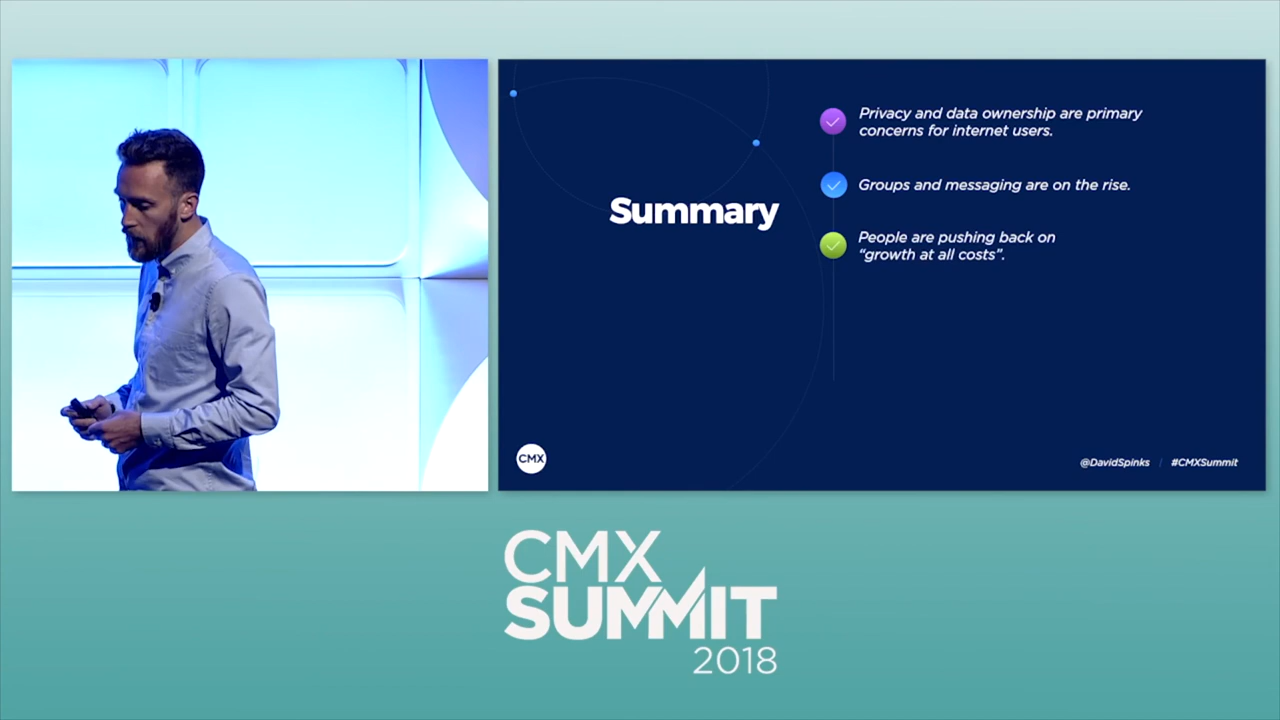 Summary
Privacy and data ownership are primary
concerns for internet users.
Groups and messaging are on the rise.
People are pushing back on
“growth at all costs”.
CMX
@DavidSpinks | #CMXSummit
CMX
SUMMIT
2018